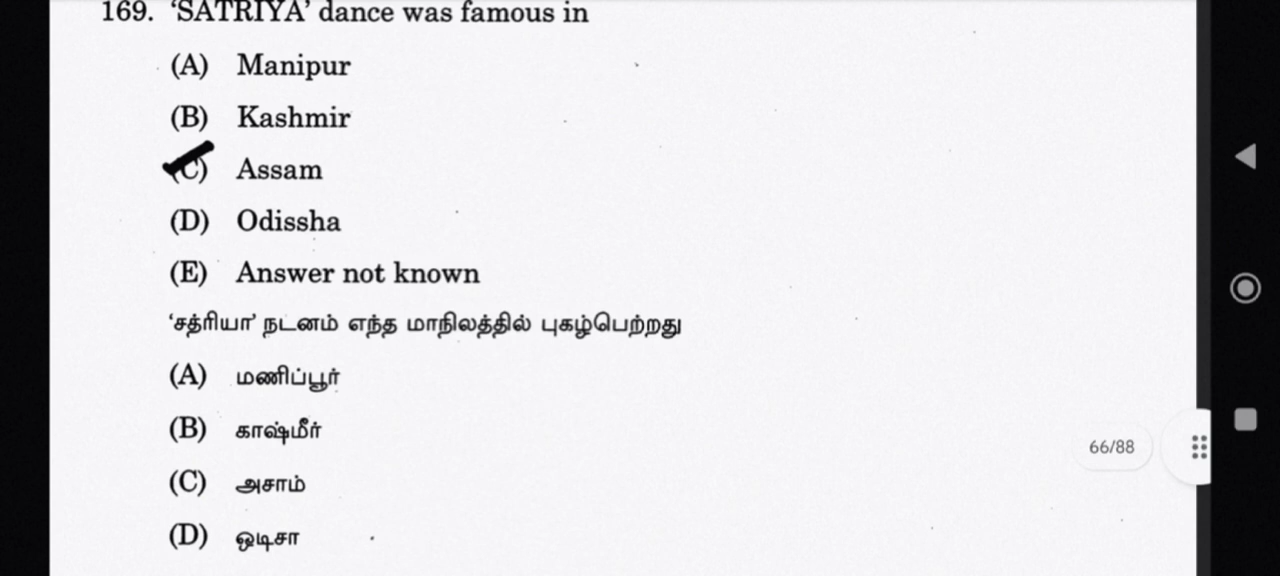 169. ‘SATRIYA’ dance was famous in
(A) Manipur
(B) Kashmir
(C) Assam
(D) Odissha
(E) Answer not known
‘சத்ரியா’ நடனம் எந்த மாநிலத்தில் புகழ்பெற்றது
(A) மணிப்பூர்
(B) காஷ்மீர்
(C) அசாம்
(D) ஒடிசா
66/88